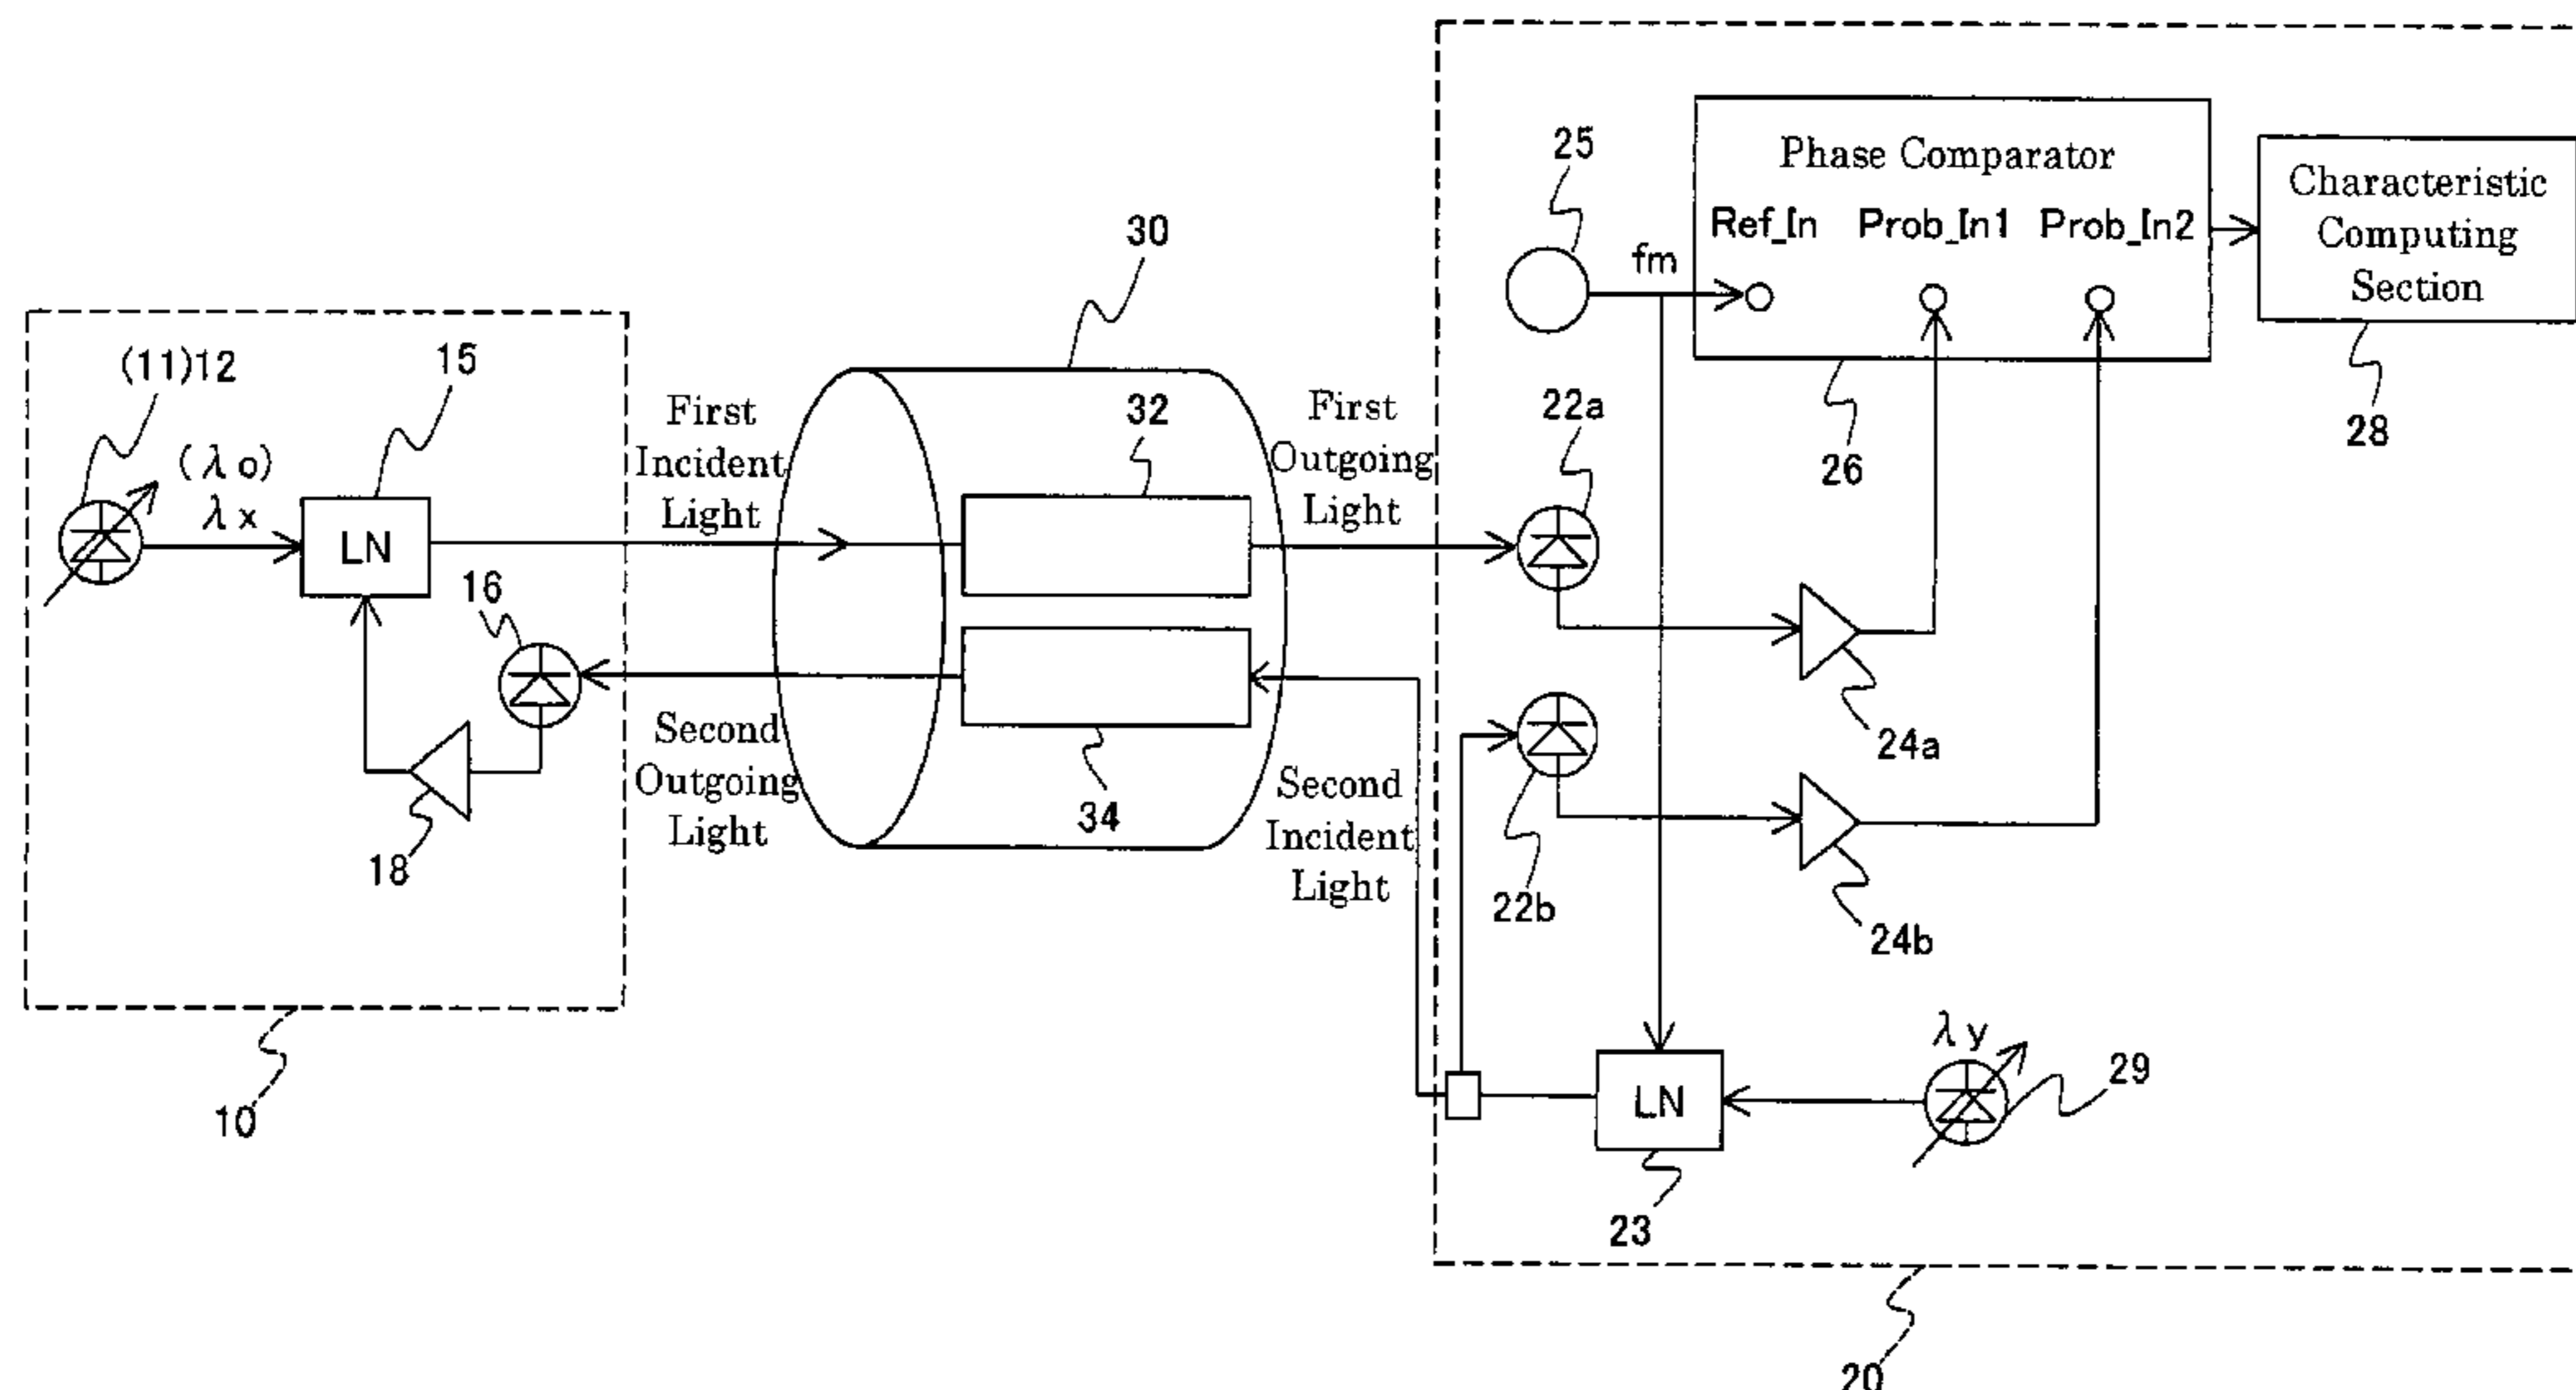 (11)12
(λo)
λx
15
LN
16
18
10
First
Incident
Light
Second
Outgoing
Light
30
32
34
First
Outgoing
Light
Second
Incident
Light
25
fm
Phase Comparator
Ref_In Prob_In1 Prob_In2
26
Characteristic
Computing
Section
28
22a
24a
22b
24b
LN
23
λy
29
20